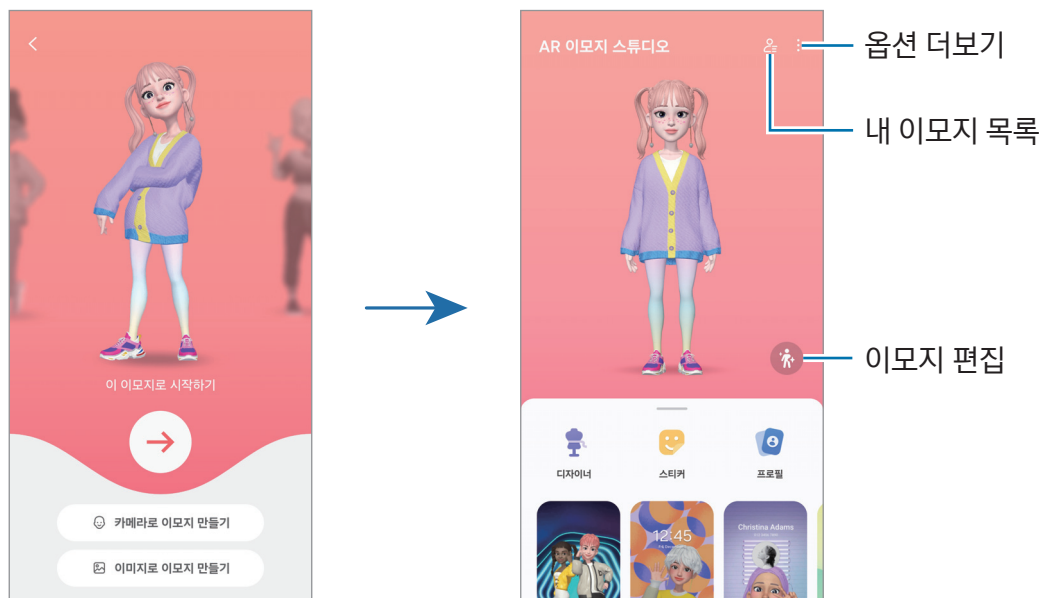 이 이모지로 시작하기
카메라로 이모지 만들기
이미지로 이모지 만들기
AR 이모지 스튜디오
옵션 더보기
내 이모지 목록
이모지 편집
디자이너
스티커
프로필
12:45
Christina Adams